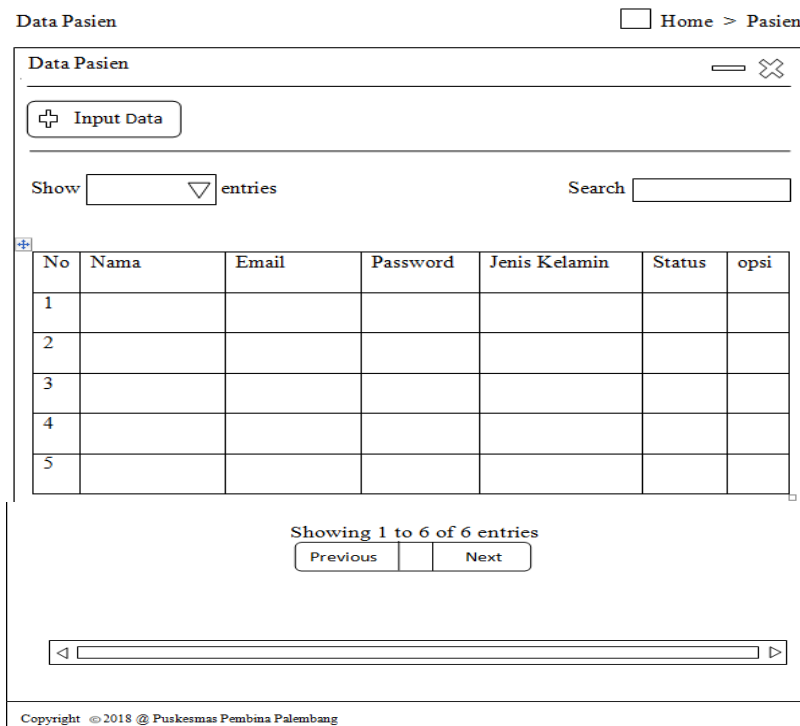 Data Pasien Home > Pasien
Data Pasien
Input Data
Show entries Search
No Nama Email Password Jenis Kelamin Status opsi
1
2
3
4
5
Showing 1 to 6 of 6 entries
Previous Next
Copyright ©2018 @ Puskesmas Pembina Palembang